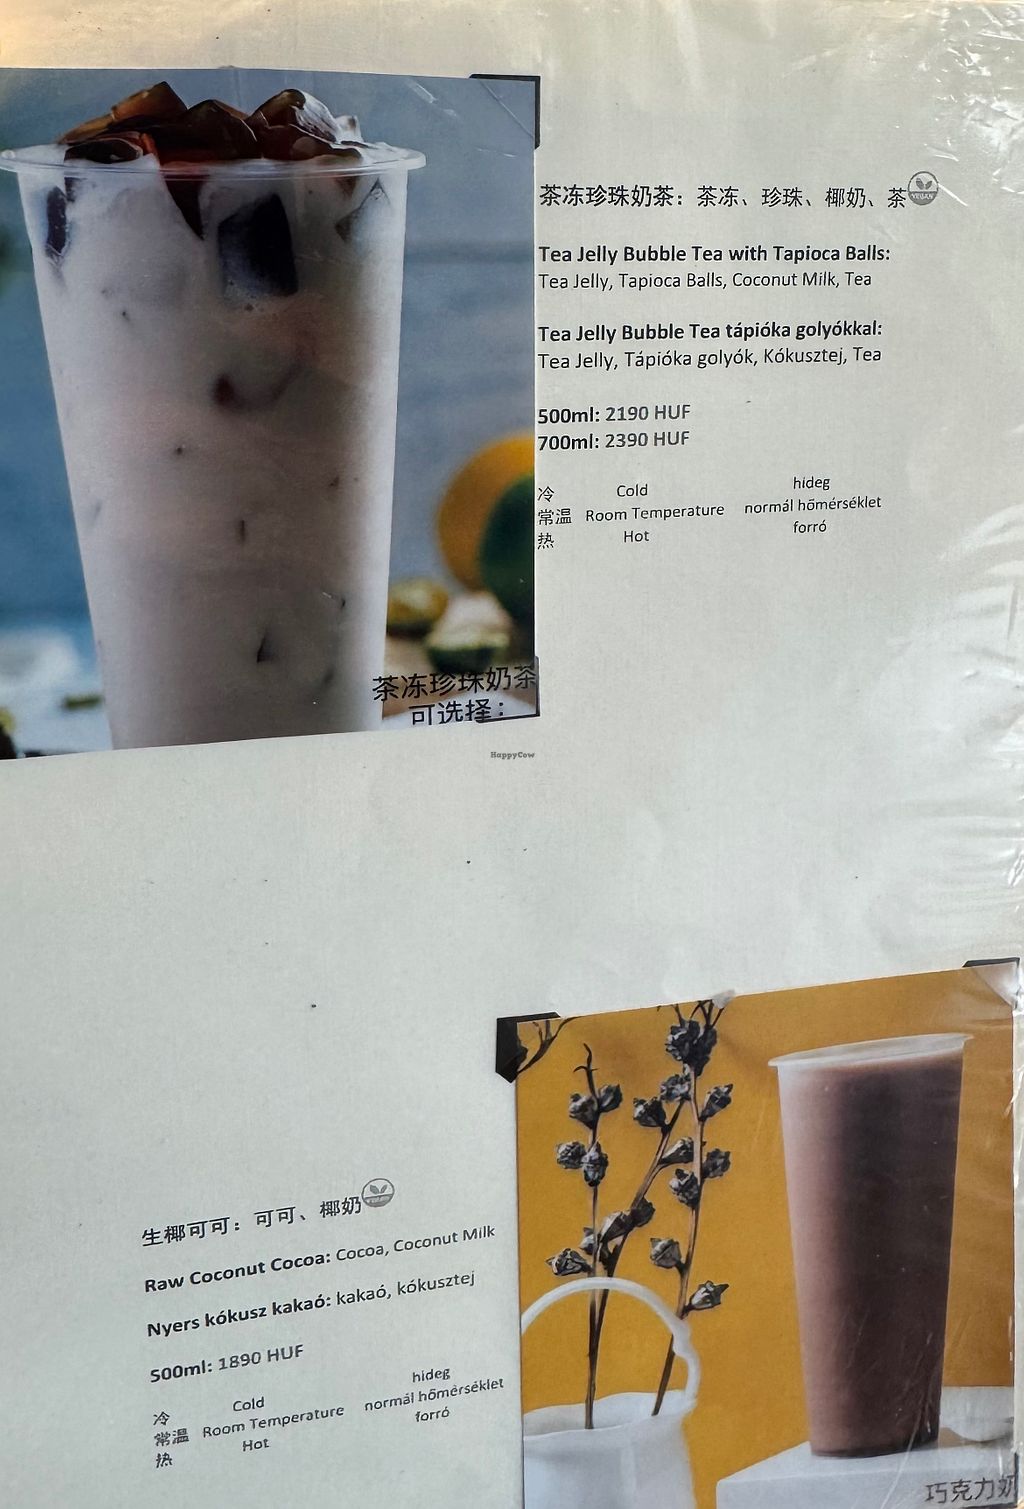 茶冻珍珠奶茶：茶冻、珍珠、椰奶、茶
VEGAN
Tea Jelly Bubble Tea with Tapioca Balls:
Tea Jelly, Tapioca Balls, Coconut Milk, Tea
Tea Jelly Bubble Tea tápióka golyókkal:
Tea Jelly, Tápióka golyók, Kókusztej, Tea
500ml: 2190 HUF
700ml: 2390 HUF
冷 Cold hideg
常温 Room Temperature normál hőmérséklet
热 Hot forró
茶冻珍珠奶茶
可选择：
HappyCow
生椰可可：可可、椰奶
Raw Coconut Cocoa: Cocoa, Coconut Milk
Nyers kókusz kakaó: kakaó, kókusztej
500ml: 1890 HUF
冷 Cold hideg
常温 Room Temperature normál hőmérséklet
热 Hot forró
巧克力奶